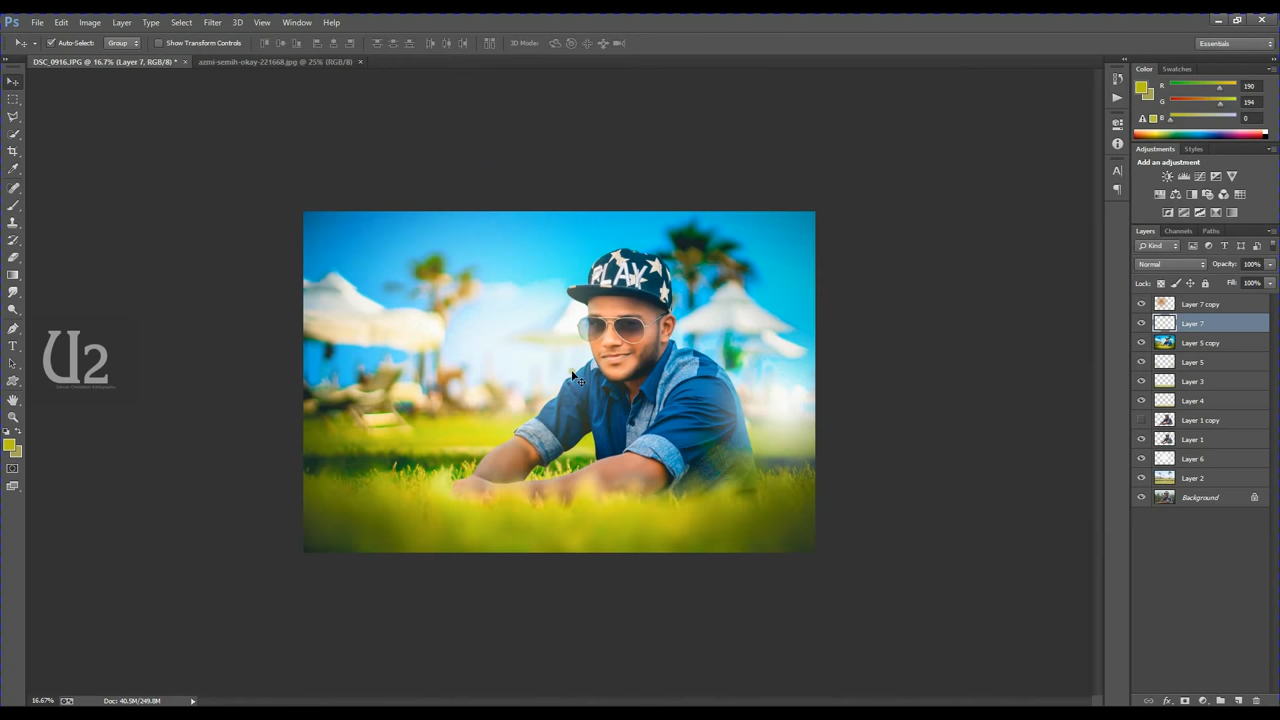 Ps File Edit Image Layer Type Select Filter 3D View Window Help
Auto-Select: Group Show Transform Controls 3D Mode: Essentials
DSC_0916.JPG @ 16.7% (Layer 7, RGB/8) * × azmi-semih-okay-221668.jpg @ 25% (RGB/8) ×
Color Swatches
R 190
G 194
B 0
Adjustments Styles
Add an adjustment
Layers Channels Paths
Kind
Normal Opacity: 100%
Lock: Fill: 100%
Layer 7 copy
Layer 7
Layer 5 copy
Layer 5
Layer 3
Layer 4
Layer 1 copy
Layer 1
Layer 6
Layer 2
Background
PLAY
U2
16.67% Doc: 40.5M/249.8M